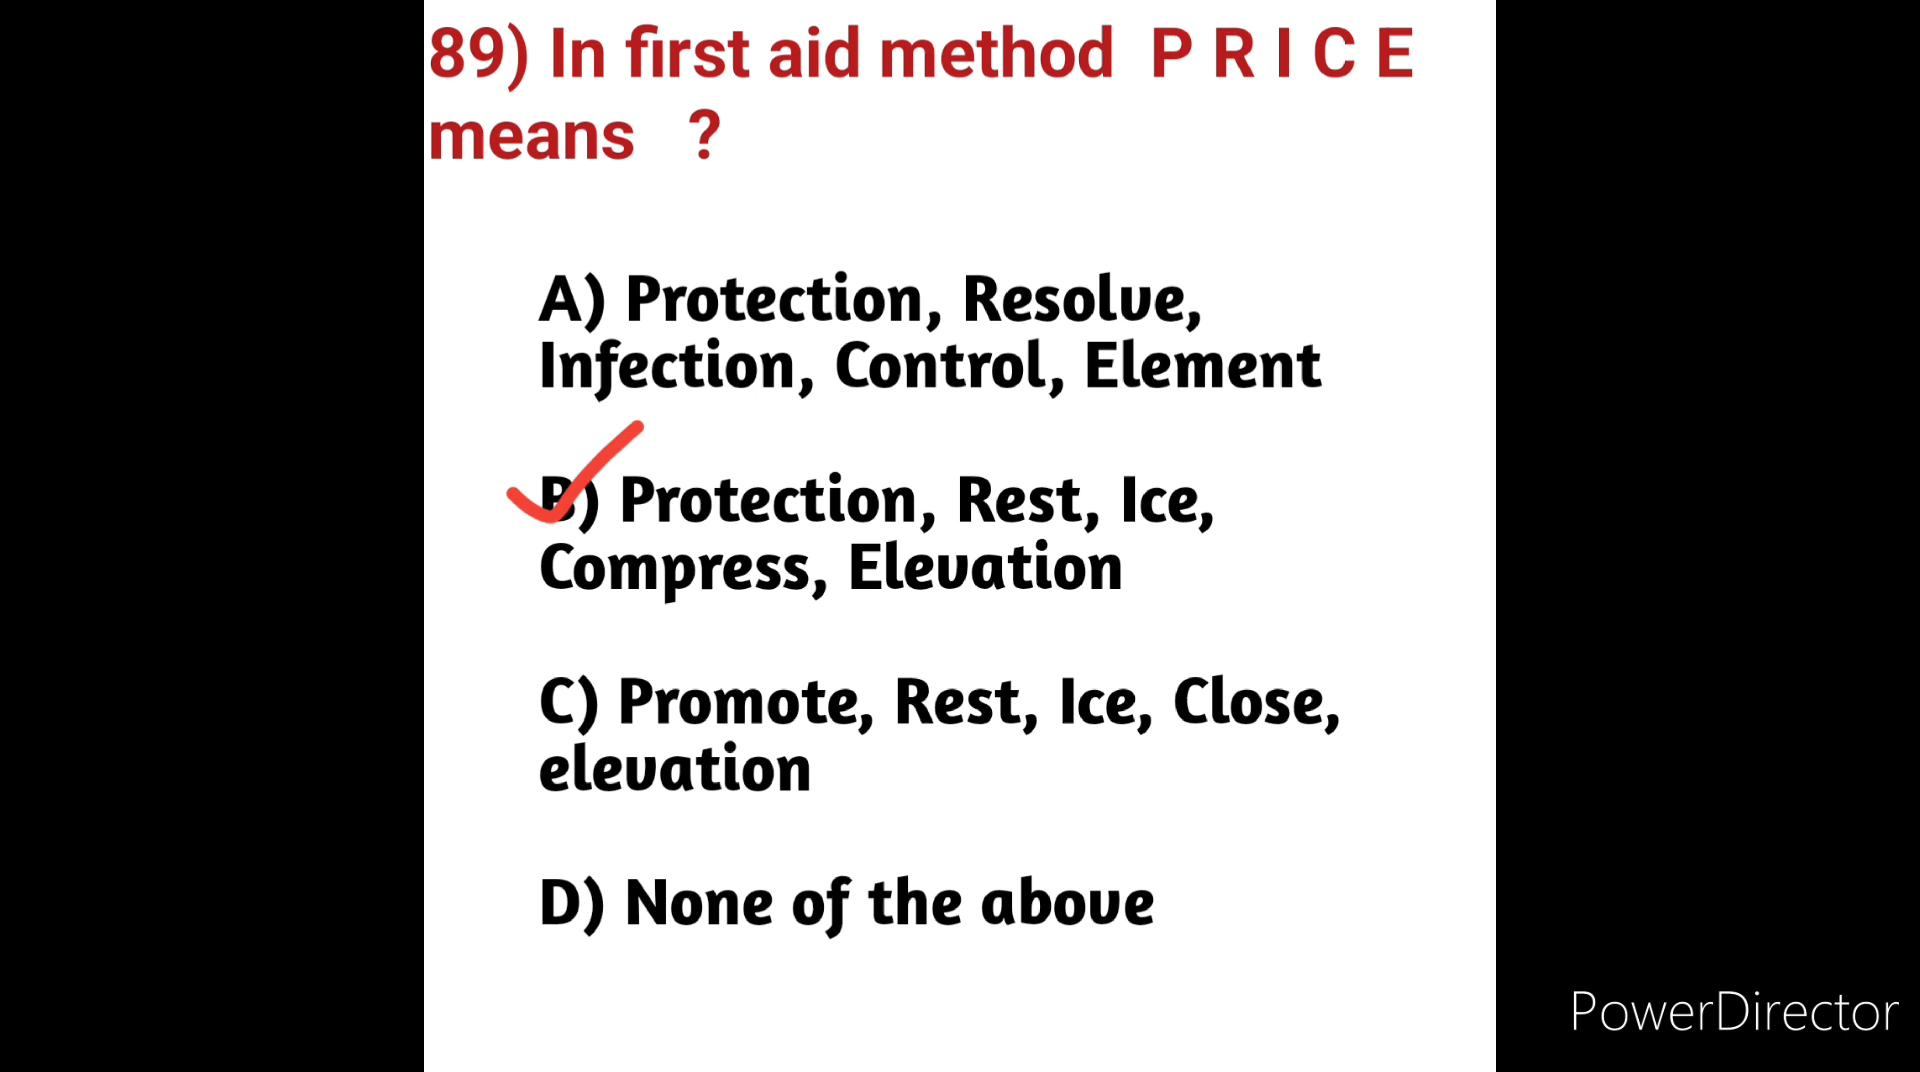 89) In first aid method P R I C E
means ?
A) Protection, Resolve,
Infection, Control, Element
B) Protection, Rest, Ice,
Compress, Elevation
C) Promote, Rest, Ice, Close,
elevation
D) None of the above
PowerDirector